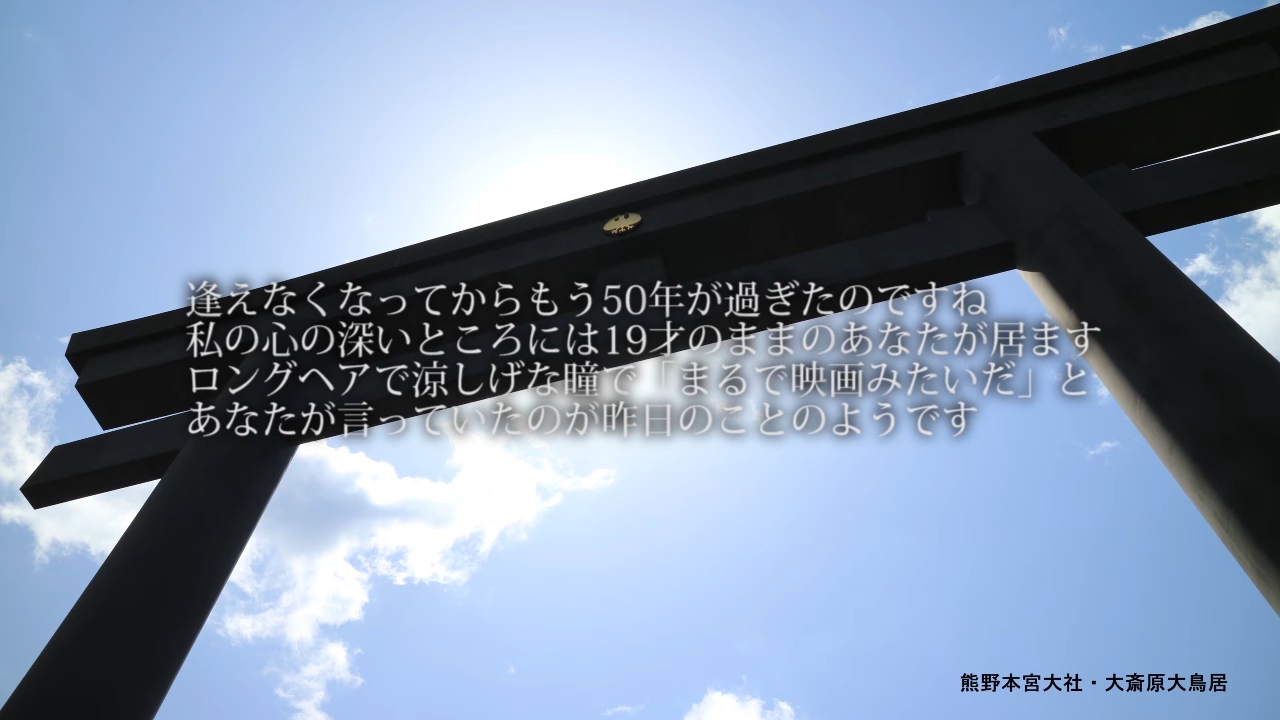 逢えなくなってからもう50年が過ぎたのですね
私の心の深いところには19才のままのあなたが居ます
ロングヘアで涼しげな瞳で「まるで映画みたいだ」と
あなたが言っていたのが昨日のことのようです
熊野本宮大社・大斎原大鳥居